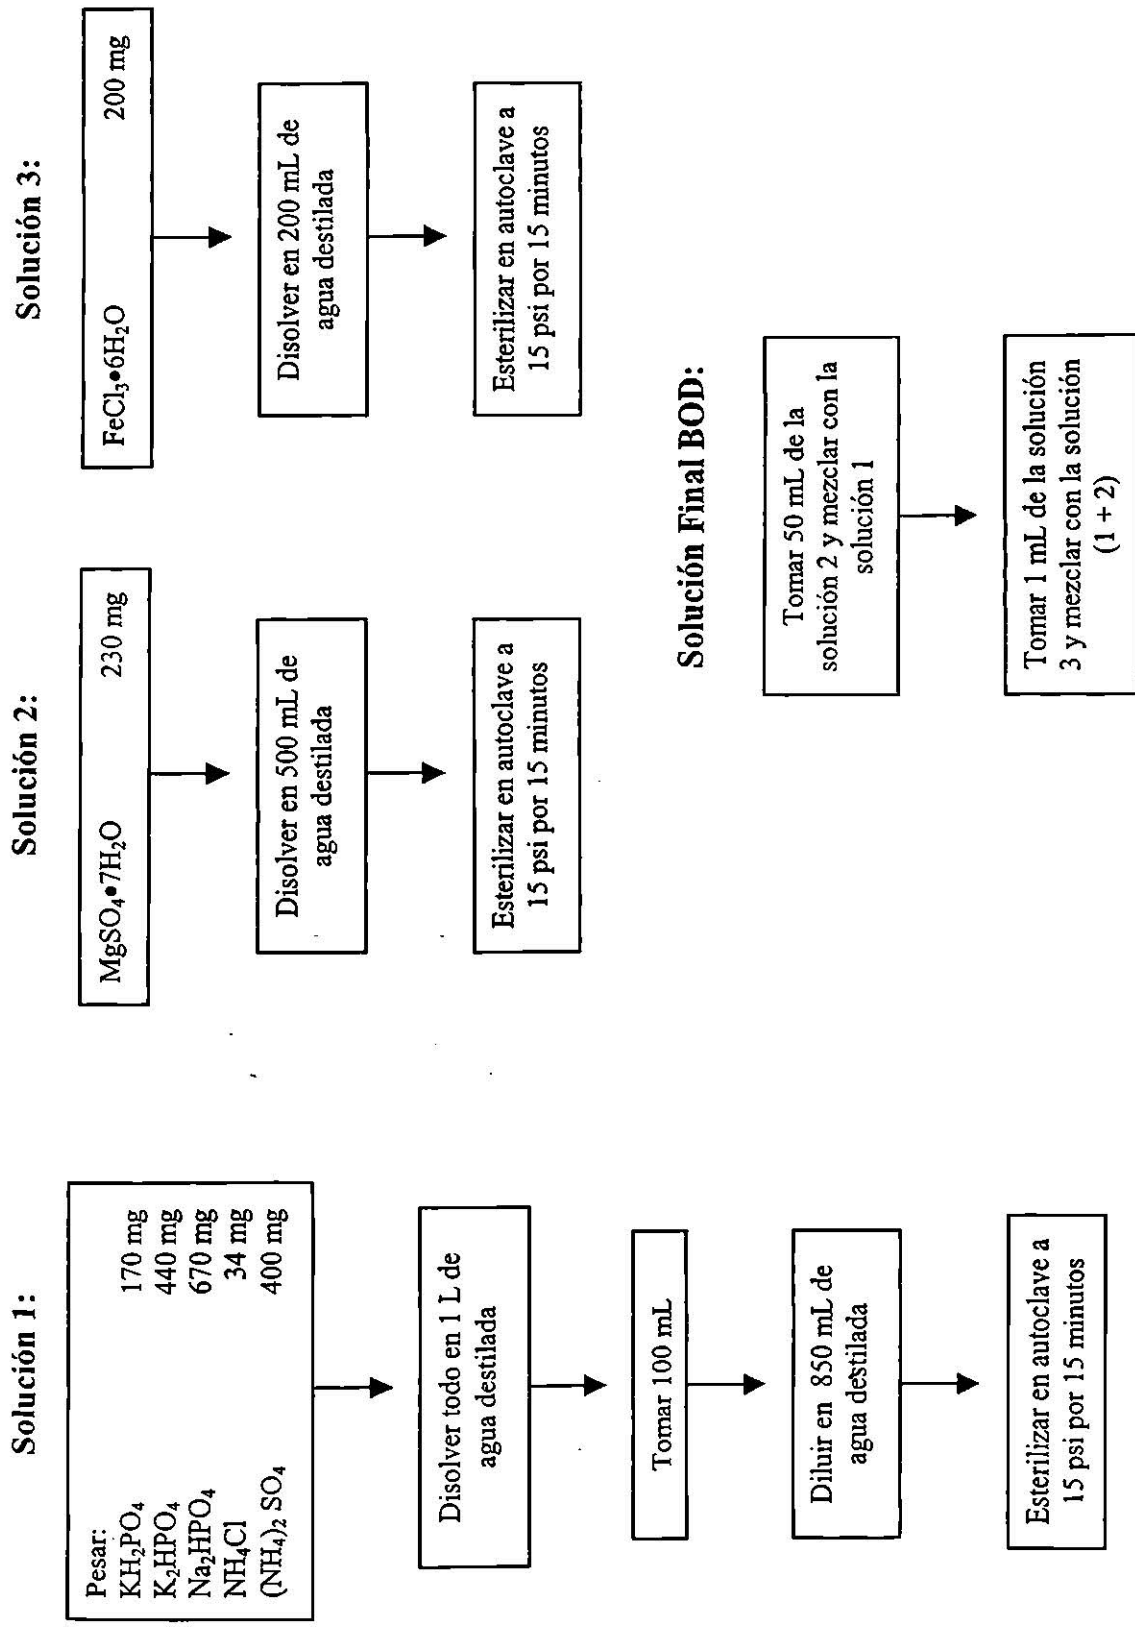 Solución 1:
Pesar:
KH₂PO₄ 170 mg
K₂HPO₄ 440 mg
Na₂HPO₄ 670 mg
NH₄Cl 34 mg
(NH₄)₂ SO₄ 400 mg
Disolver todo en 1 L de
agua destilada
Tomar 100 mL
Diluir en 850 mL de
agua destilada
Esterilizar en autoclave a
15 psi por 15 minutos
Solución 2:
MgSO₄•7H₂O 230 mg
Disolver en 500 mL de
agua destilada
Esterilizar en autoclave a
15 psi por 15 minutos
Solución 3:
FeCl₃•6H₂O 200 mg
Disolver en 200 mL de
agua destilada
Esterilizar en autoclave a
15 psi por 15 minutos
Solución Final BOD:
Tomar 50 mL de la
solución 2 y mezclar con la
solución 1
Tomar 1 mL de la solución
3 y mezclar con la solución
(1 + 2)